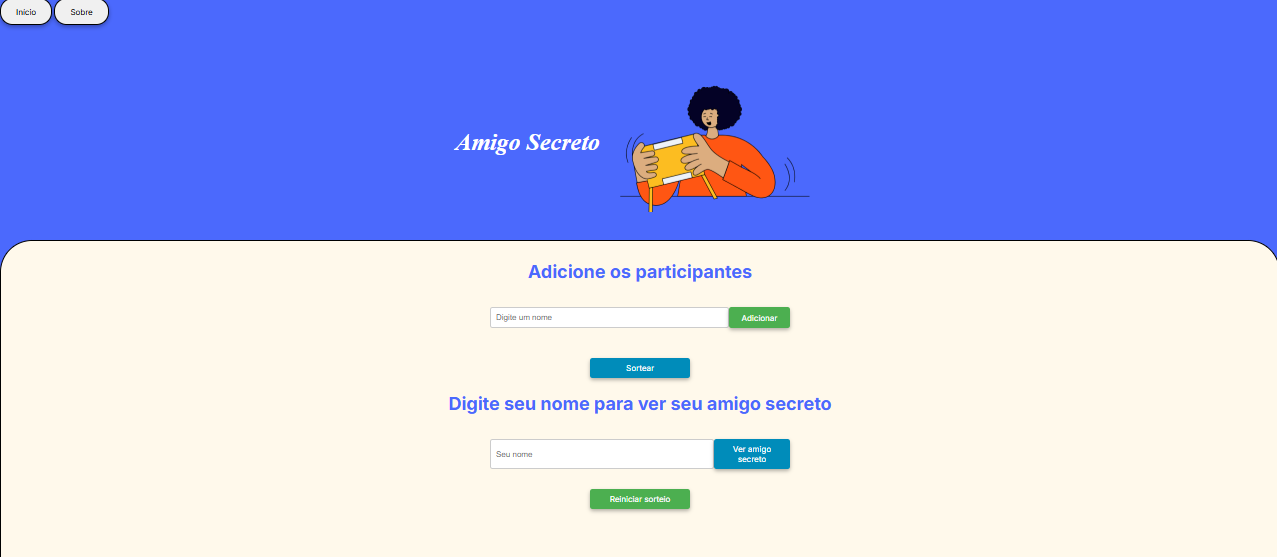 Início
Sobre
Amigo Secreto
Adicione os participantes
Digite um nome
Adicionar
Sortear
Digite seu nome para ver seu amigo secreto
Seu nome
Ver amigo
secreto
Reiniciar sorteio